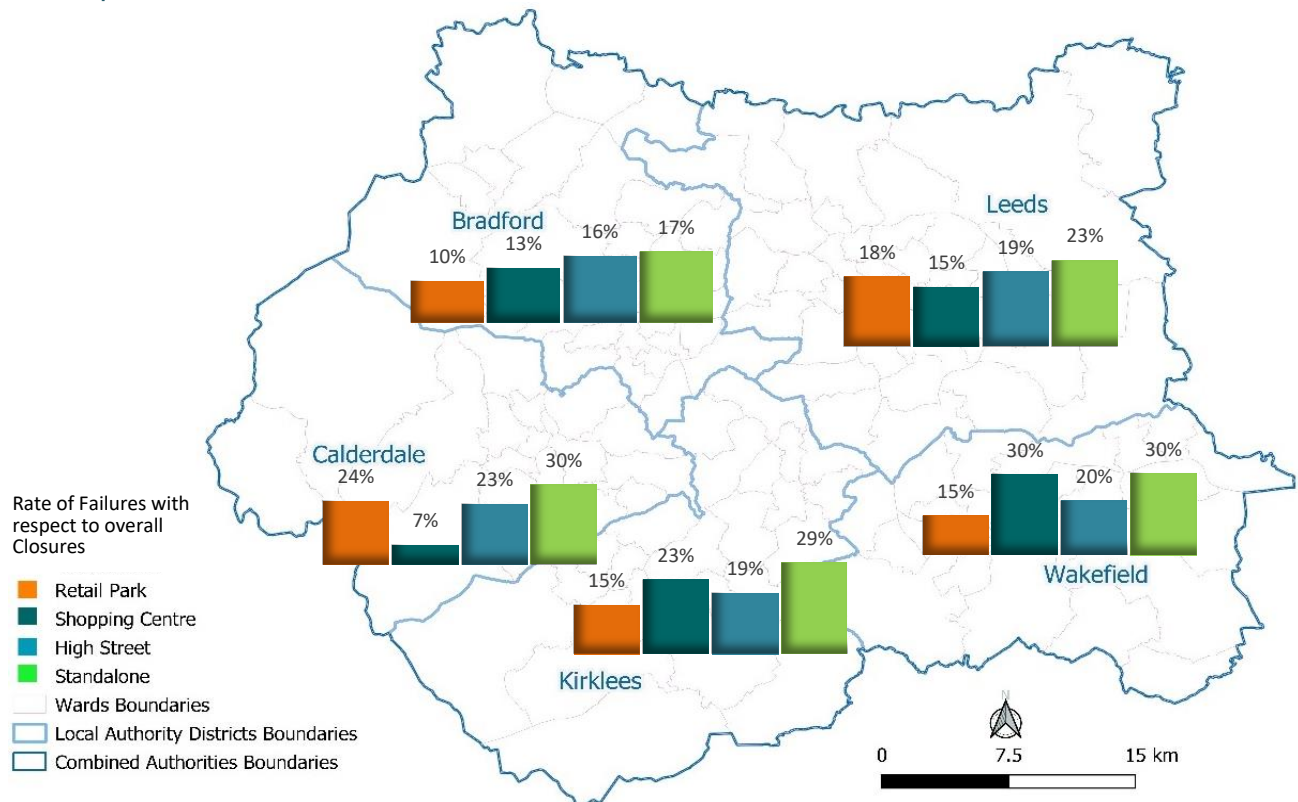 Bradford
10%
13%
16%
17%
Leeds
18%
15%
19%
23%
Calderdale
24%
7%
23%
30%
15%
30%
20%
30%
Wakefield
15%
23%
19%
29%
Kirklees
Rate of Failures with
respect to overall
Closures
Retail Park
Shopping Centre
High Street
Standalone
Wards Boundaries
Local Authority Districts Boundaries
Combined Authorities Boundaries
N
0 7.5 15 km